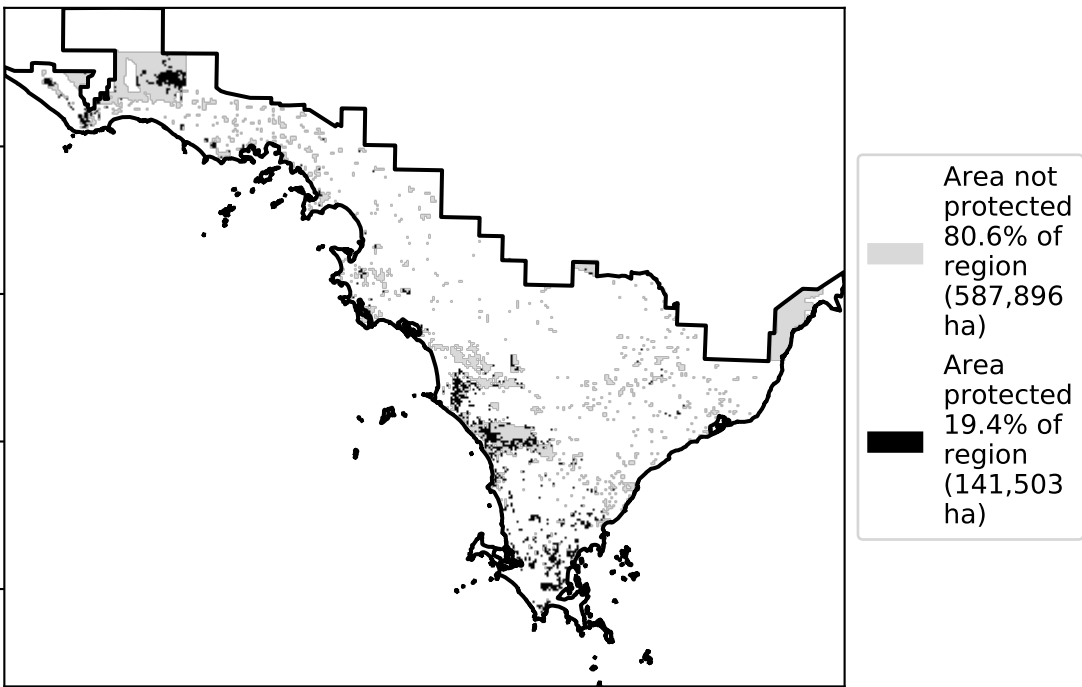 Area not
protected
80.6% of
region
(587,896
ha)
Area
protected
19.4% of
region
(141,503
ha)